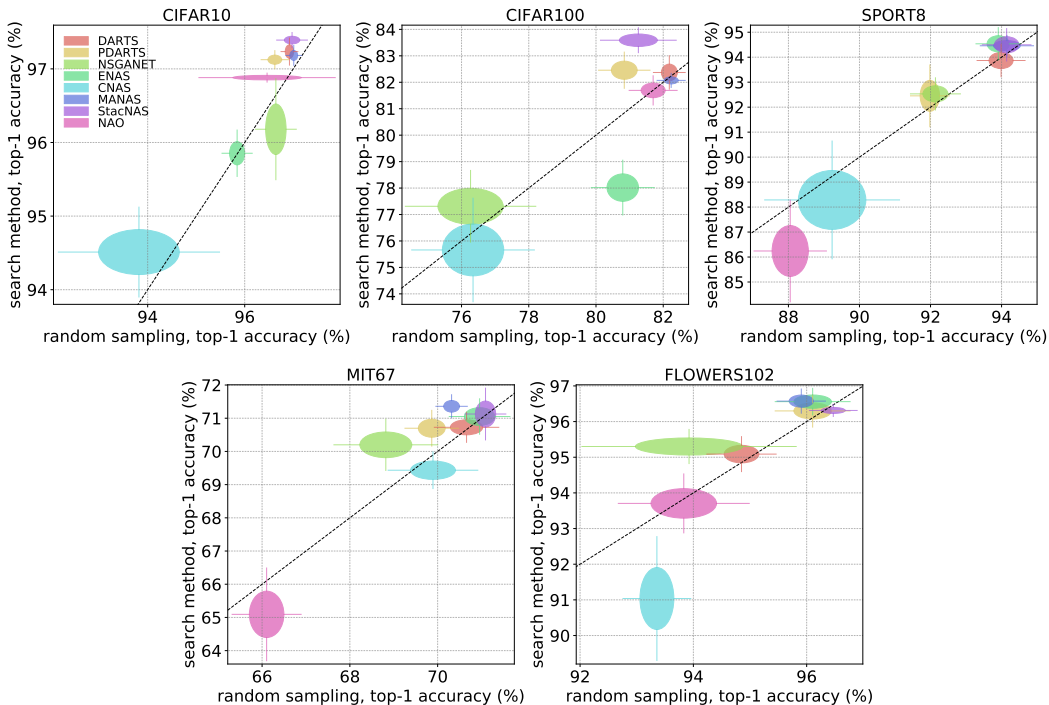 CIFAR10
search method, top-1 accuracy (%)
97
96
95
94
DARTS
PDARTS
NSGANET
ENAS
CNAS
MANAS
StacNAS
NAO
94
96
random sampling, top-1 accuracy (%)
CIFAR100
search method, top-1 accuracy (%)
84
83
82
81
80
79
78
77
76
75
74
76
78
80
82
random sampling, top-1 accuracy (%)
SPORT8
search method, top-1 accuracy (%)
95
94
93
92
91
90
89
88
87
86
85
88
90
92
94
random sampling, top-1 accuracy (%)
MIT67
search method, top-1 accuracy (%)
72
71
70
69
68
67
66
65
64
66
68
70
random sampling, top-1 accuracy (%)
FLOWERS102
search method, top-1 accuracy (%)
97
96
95
94
93
92
91
90
92
94
96
random sampling, top-1 accuracy (%)